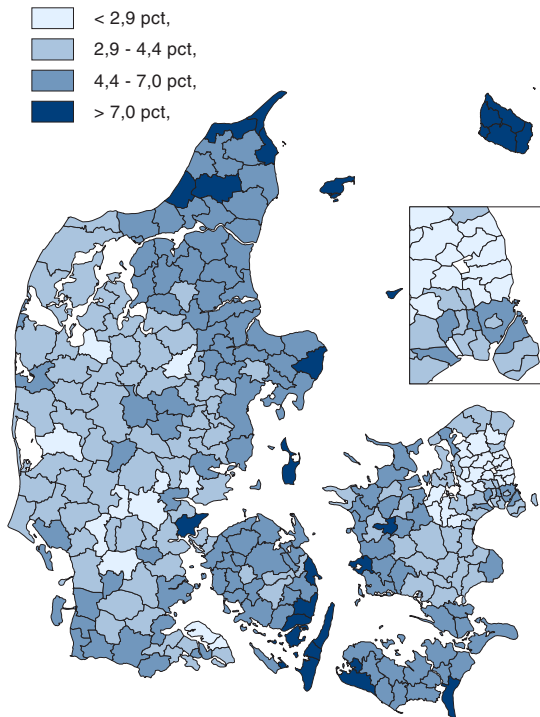 < 2,9 pct,
2,9 - 4,4 pct,
4,4 - 7,0 pct,
> 7,0 pct,